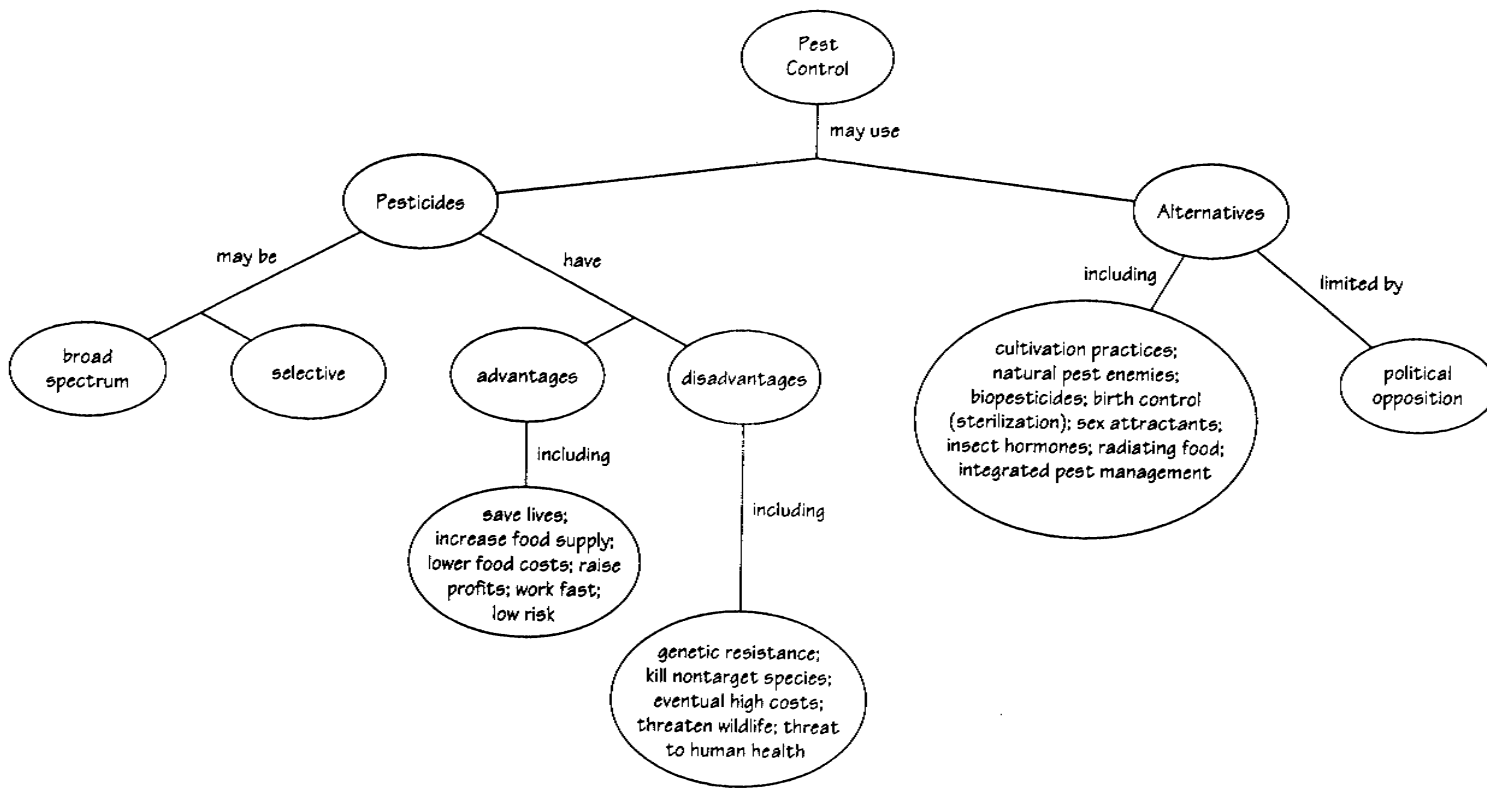 Pest
Control
may use
Pesticides
Alternatives
may be
have
including
limited by
broad
spectrum
selective
advantages
disadvantages
cultivation practices;
natural pest enemies;
biopesticides; birth control
(sterilization); sex attractants;
insect hormones; radiating food;
integrated pest management
political
opposition
including
including
save lives;
increase food supply;
lower food costs; raise
profits; work fast;
low risk
genetic resistance;
kill nontarget species;
eventual high costs;
threaten wildlife; threat
to human health